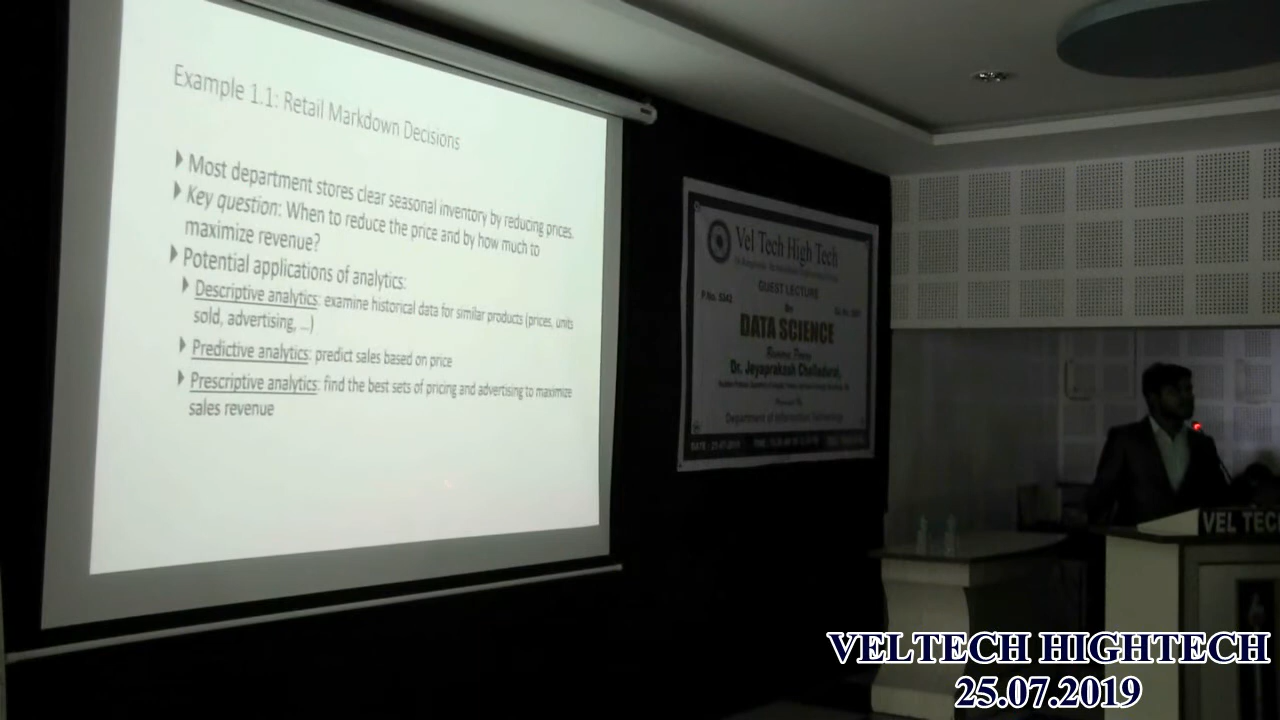 Example 1.1: Retail Markdown Decisions
Most department stores clear seasonal inventory by reducing prices.
Key question: When to reduce the price and by how much to
maximize revenue?
Potential applications of analytics:
Descriptive analytics: examine historical data for similar products (prices, units
sold, advertising, ...)
Predictive analytics: predict sales based on price
Prescriptive analytics: find the best sets of pricing and advertising to maximize
sales revenue
Vel Tech High Tech
GUEST LECTURE
On
DATA SCIENCE
Resource Person
Dr. Jeyaprakash Chelladurai,
Department of Information Technology
VEL TEC
VELTECH HIGHTECH
25.07.2019